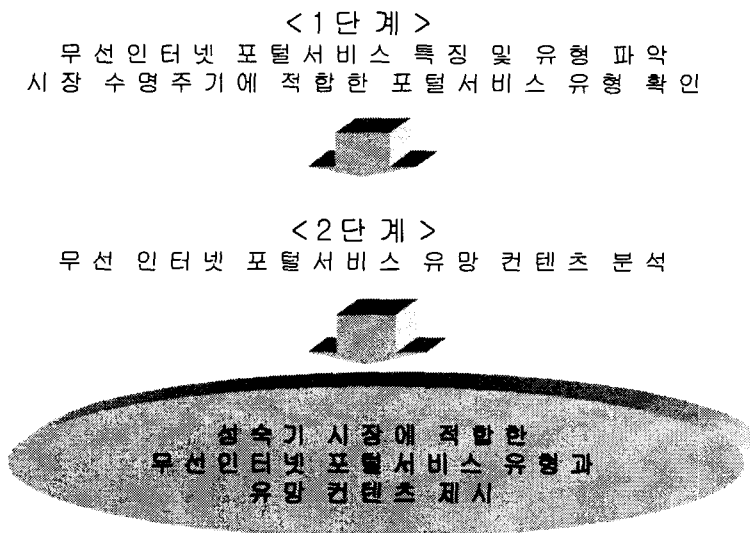 <1단계>
무선인터넷 포털서비스 특징 및 유형 파악
시장 수명주기에 적합한 포털서비스 유형 확인
<2단계>
무선 인터넷 포털서비스 유망 컨텐츠 분석
성숙기 시장에 적합한
무선인터넷 포털서비스 유형과
유망 컨텐츠 제시